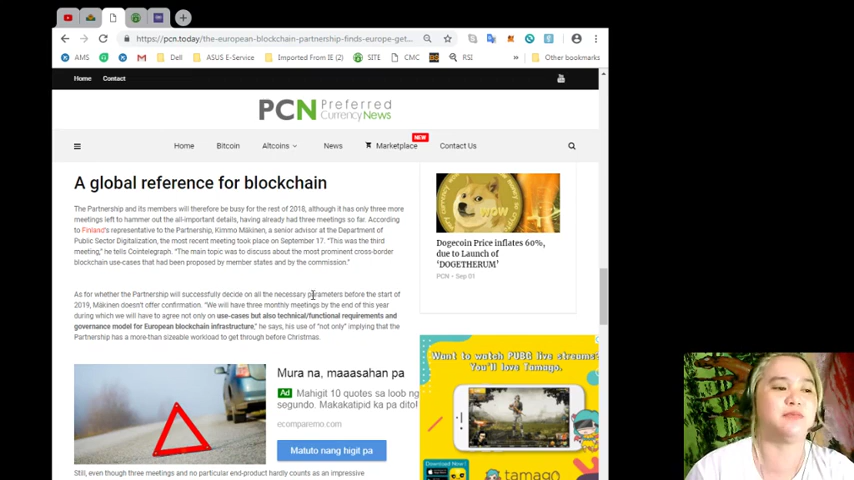 https://pcn.today/the-european-blockchain-partnership-finds-europe-get...
AMS
Dell
ASUS E-Service
Imported From IE (2)
SITE
CMC
RSI
»
Other bookmarks
Home
Contact
PCN Preferred
Currency News
Home
Bitcoin
Altcoins
News
Marketplace
NEW
Contact Us
A global reference for blockchain
The Partnership and its members will therefore be busy for the rest of 2018, although it has only three more
meetings left to hammer out the all-important details, having already had three meetings so far. According
to Finland's representative to the Partnership, Kimmo Mäkinen, a senior advisor at the Department of
Public Sector Digitalization, the most recent meeting took place on September 17. "This was the third
meeting," he tells Cointelegraph. "The main topic was to discuss about the most prominent cross-border
blockchain use-cases that had been proposed by member states and by the commission."
As for whether the Partnership will successfully decide on all the necessary parameters before the start of
2019, Mäkinen doesn't offer confirmation. "We will have three monthly meetings by the end of this year
during which we will have to agree not only on use-cases but also technical/functional requirements and
governance model for European blockchain infrastructure," he says, his use of "not only" implying that the
Partnership has a more-than sizeable workload to get through before Christmas.
Mura na, maaasahan pa
Ad Mahigit 10 quotes sa loob ng
segundo. Makakatipid ka pa dito!
ecomparemo.com
Matuto nang higit pa
Still, even though three meetings and no particular end-product hardly counts as an impressive
WOW
Dogecoin Price inflates 60%,
due to Launch of
'DOGETHERUM'
PCN - Sep 01
Want to watch PUBG live streams?
You'll love Tamago.
Download Now
App Store
tamago